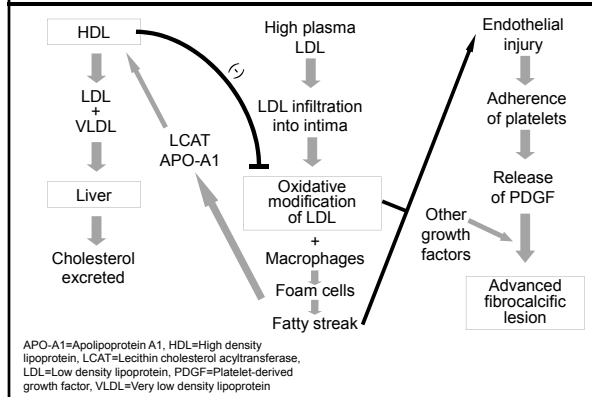 HDL
LDL
+
VLDL
Liver
Cholesterol
excreted
LCAT
APO-A1
(-)
High plasma
LDL
LDL infiltration
into intima
Oxidative
modification
of LDL
+
Macrophages
Foam cells
Fatty streak
Endothelial
injury
Adherence
of platelets
Release
of PDGF
Other
growth
factors
Advanced
fibrocalcific
lesion
APO-A1=Apolipoprotein A1, HDL=High density
lipoprotein, LCAT=Lecithin cholesterol acyltransferase,
LDL=Low density lipoprotein, PDGF=Platelet-derived
growth factor, VLDL=Very low density lipoprotein